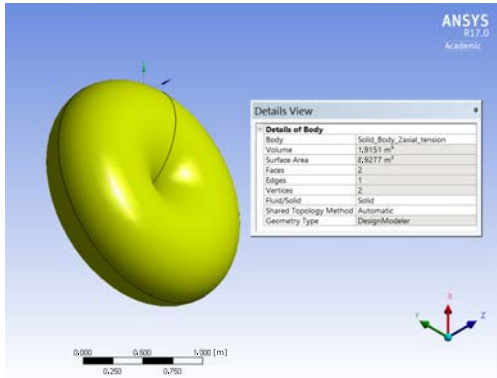 ANSYS
R17.0
Academic
Details View
Details of Body
Body Solid_Body_2axial_tension
Volume 1,9151 m³
Surface Area 8,9277 m²
Faces 2
Edges 1
Vertices 2
Fluid/Solid Solid
Shared Topology Method Automatic
Geometry Type DesignModeler
X
Y
Z
0,000 0,500 1,000 [m]
0,250 0,750